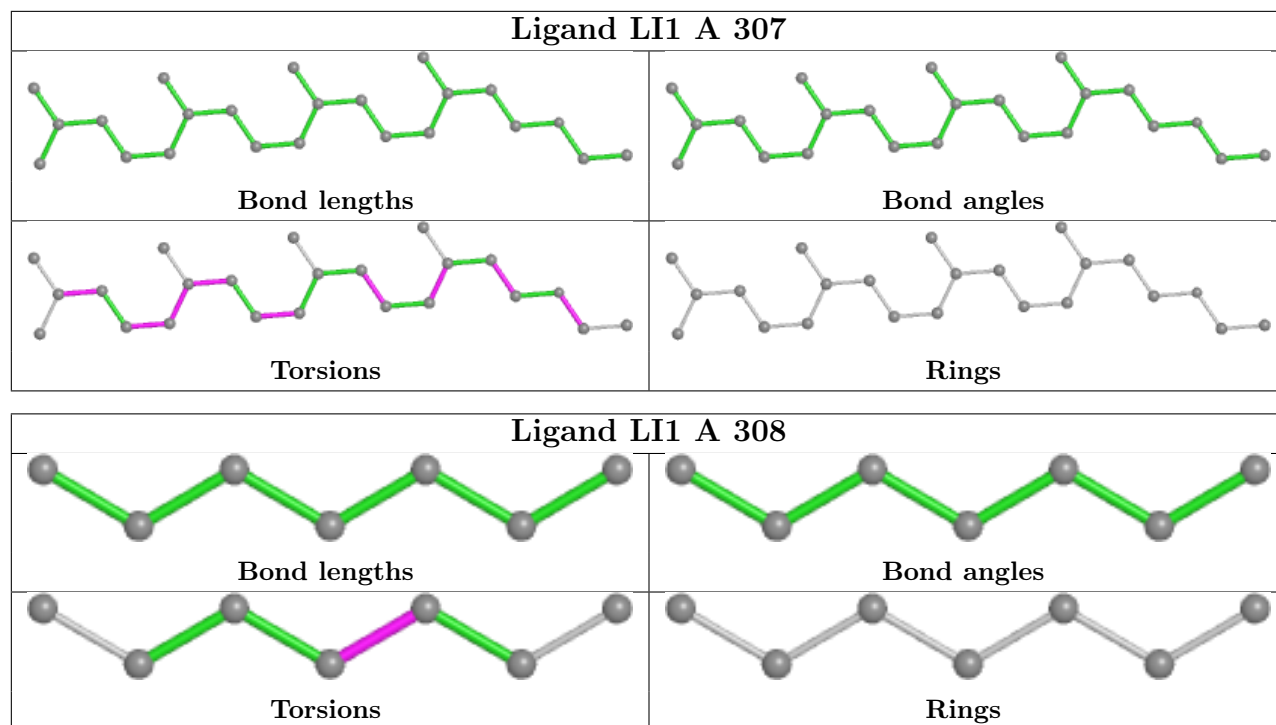 Ligand LI1 A 307
Bond lengths
Bond angles
Torsions
Rings
Ligand LI1 A 308
Bond lengths
Bond angles
Torsions
Rings